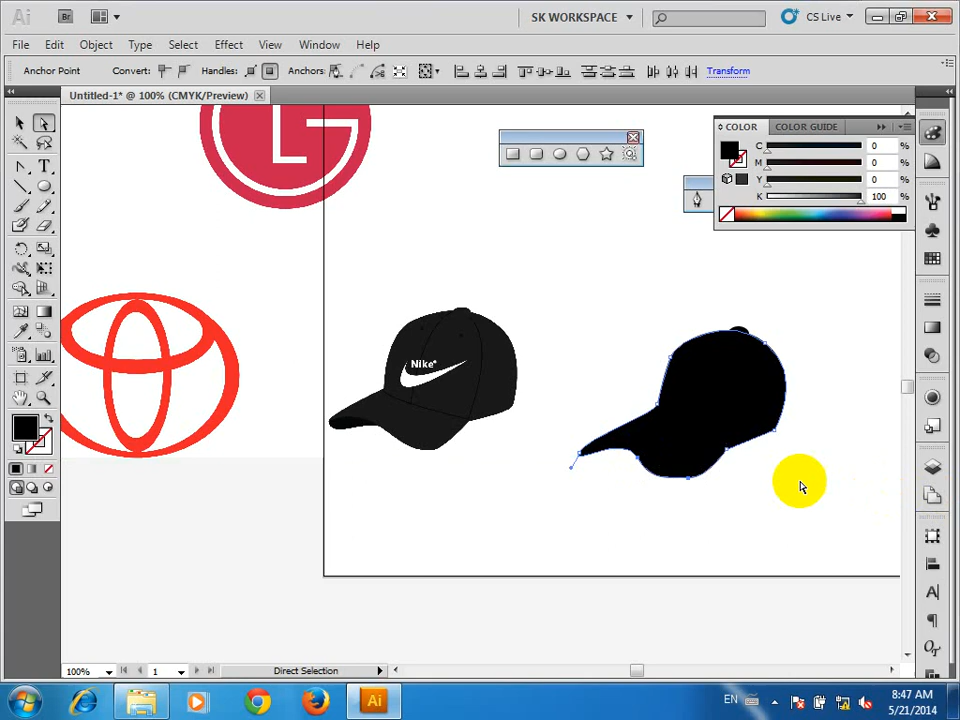 Ai Br SK WORKSPACE CS Live
File Edit Object Type Select Effect View Window Help
Anchor Point Convert: Handles: Anchors: Transform
Untitled-1* @ 100% (CMYK/Preview)
LG
COLOR COLOR GUIDE
C 0 %
M 0 %
Y 0 %
K 100 %
Nike®
100% 1 Direct Selection
Ai EN 8:47 AM
5/21/2014